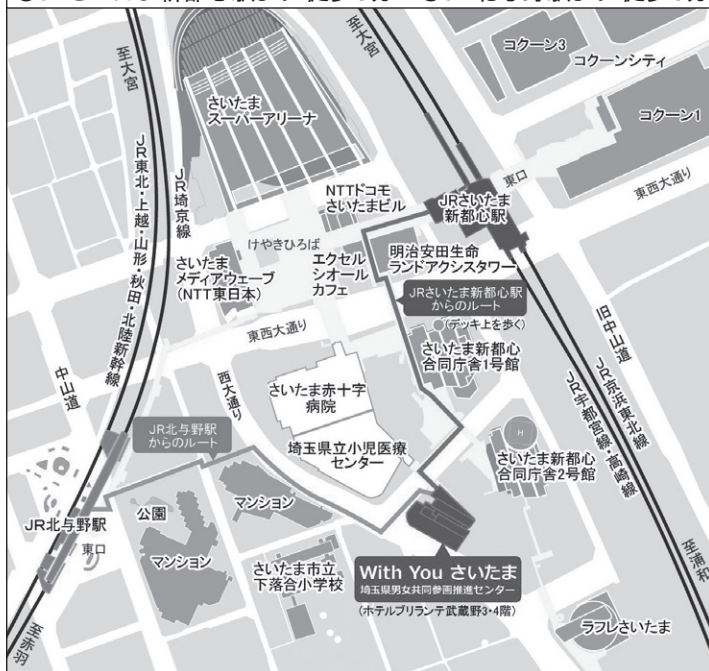 至大宮
至大宮
コクーン3
コクーンシティ
コクーン1
さいたま
スーパーアリーナ
JR埼京線
JR東北・上越・山形・秋田・北陸新幹線
NTTドコモ
さいたまビル
JRさいたま
新都心駅
東口
東西大通り
けやきひろば
さいたま
メディアウェーブ
(NTT東日本)
エクセル
シオール
カフェ
明治安田生命
ランドアクシスタワー
JRさいたま新都心駅
からのルート
(デッキ上を歩く)
東西大通り
さいたま新都心
合同庁舎1号館
旧中山道
JR京浜東北線
JR宇都宮線・高崎線
中山道
西大通り
さいたま赤十字
病院
JR北与野駅
からのルート
埼玉県立小児医療
センター
H
さいたま新都心
合同庁舎2号館
公園
マンション
JR北与野駅
東口
マンション
さいたま市立
下落合小学校
With You さいたま
埼玉県男女共同参画推進センター
(ホテルブリランテ武蔵野3・4階)
至浦和
ラフレさいたま
至赤羽